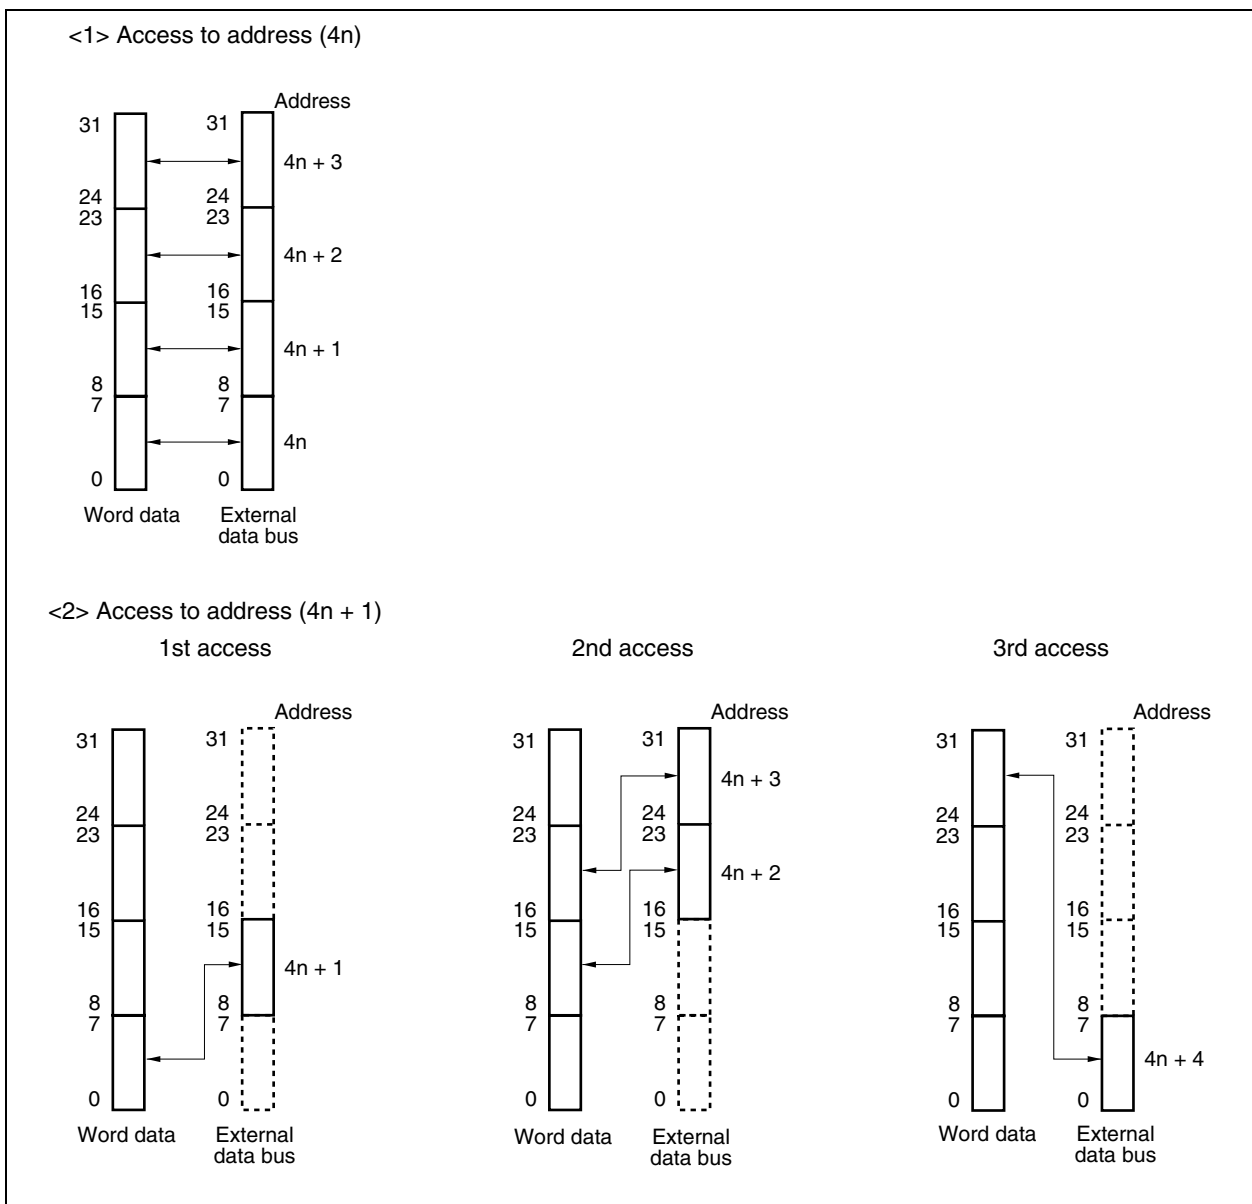 <1> Access to address (4n)
Address
31 31
4n + 3
24 24
23 23
4n + 2
16 16
15 15
4n + 1
8 8
7 7
4n
0 0
Word data External
data bus
<2> Access to address (4n + 1)
1st access 2nd access 3rd access
Address Address Address
31 31 31 31 31 31
4n + 3
24 24 24 24 24 24
23 23 23 23 23 23
4n + 2
16 16 16 16 16 16
15 15 15 15 15 15
4n + 1
8 8 8 8 8 8
7 7 7 7 7 7
4n + 4
0 0 0 0 0 0
Word data External Word data External Word data External
data bus data bus data bus